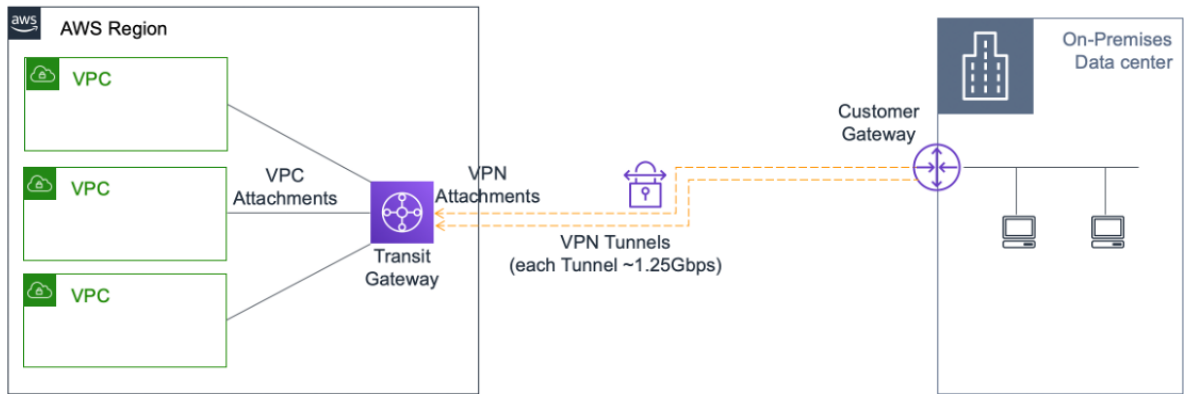 aws
AWS Region
VPC
VPC
VPC
VPC
Attachments
VPN
Attachments
Transit
Gateway
VPN Tunnels
(each Tunnel ~1.25Gbps)
Customer
Gateway
On-Premises
Data center